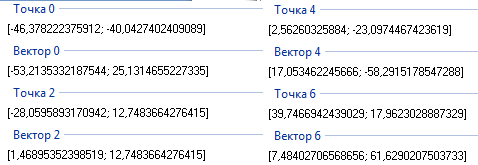 Точка 0
[-46,378222375912; -40,0427402409089]
Вектор 0
[-53,2135332187544; 25,1314655227335]
Точка 2
[-28,0595893170942; 12,7483664276415]
Вектор 2
[1,46895352398519; 12,7483664276415]
Точка 4
[2,56260325884; -23,0974467423619]
Вектор 4
[17,053462245666; -58,2915178547288]
Точка 6
[39,7466942439029; 17,9623028887329]
Вектор 6
[7,48402706568656; 61,6290207503733]